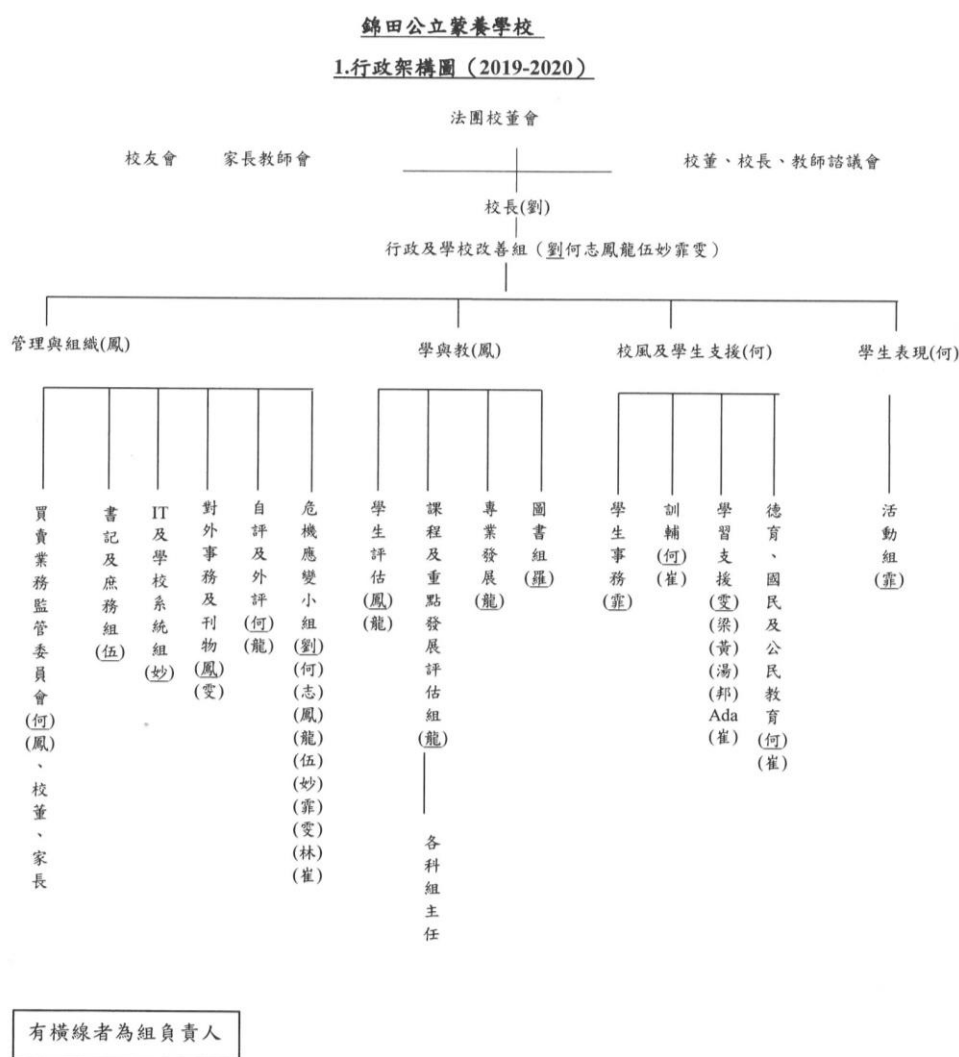 錦田公立蒙養學校
1.行政架構圖（2019-2020）
法團校董會
校友會
家長教師會
校董、校長、教師諮議會
校長(劉)
行政及學校改善組（劉何志鳳龍伍妙霏雯）
管理與組織(鳳)
學與教(鳳)
校風及學生支援(何)
學生表現(何)
買賣業務監管委員會(何)(鳳)、校董、家長
書記及庶務組(伍)
IT及學校系統組(妙)
對外事務及刊物(鳳)(雯)
自評及外評(何)(龍)
危機應變小組(劉)(何)(志)(鳳)(龍)(伍)(妙)(霏)(雯)(林)(崔)
學生評估(鳳)(龍)
課程及重點發展評估組(龍)
各科組主任
專業發展(龍)
圖書組(羅)
學生事務(霏)
訓輔(何)(崔)
學習支援(雯)(梁)(黃)(湯)(邦)Ada(崔)
德育、國民及公民教育(何)(崔)
活動組(霏)
有橫線者為組負責人